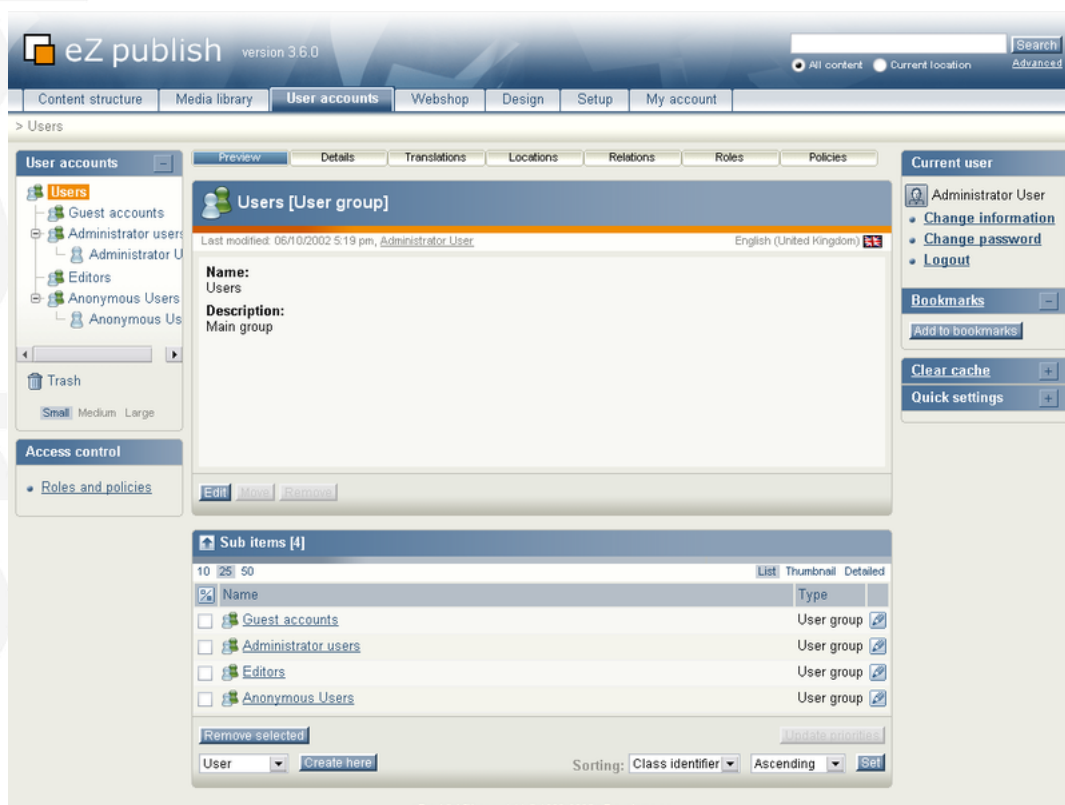 eZ publish version 3.6.0
Search
All content Current location Advanced
Content structure Media library User accounts Webshop Design Setup My account
> Users
User accounts
Users
Guest accounts
Administrator users
Administrator U
Editors
Anonymous Users
Anonymous Us
Trash
Small Medium Large
Access control
Roles and policies
Preview Details Translations Locations Relations Roles Policies
Users [User group]
Last modified: 06/10/2002 5:19 pm, Administrator User English (United Kingdom)
Name:
Users
Description:
Main group
Edit Move Remove
Sub items [4]
10 25 50 List Thumbnail Detailed
Name Type
Guest accounts User group
Administrator users User group
Editors User group
Anonymous Users User group
Remove selected Update priorities
User Create here Sorting: Class identifier Ascending Set
Current user
Administrator User
Change information
Change password
Logout
Bookmarks
Add to bookmarks
Clear cache
Quick settings